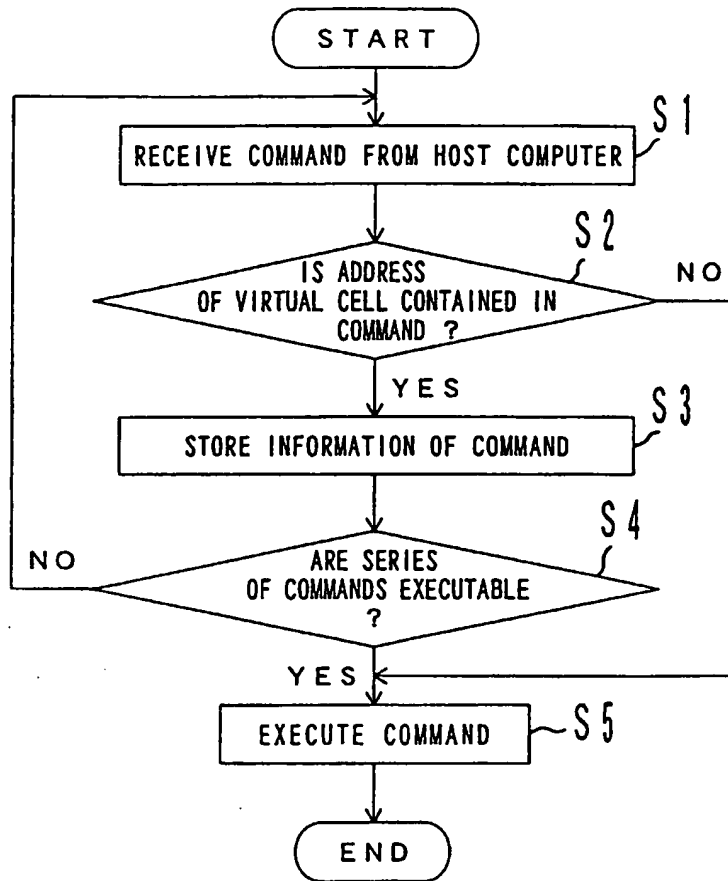 START
S1
RECEIVE COMMAND FROM HOST COMPUTER
S2
IS ADDRESS
OF VIRTUAL CELL CONTAINED IN
COMMAND ?
NO
YES
S3
STORE INFORMATION OF COMMAND
S4
NO
ARE SERIES
OF COMMANDS EXECUTABLE
?
YES
S5
EXECUTE COMMAND
END